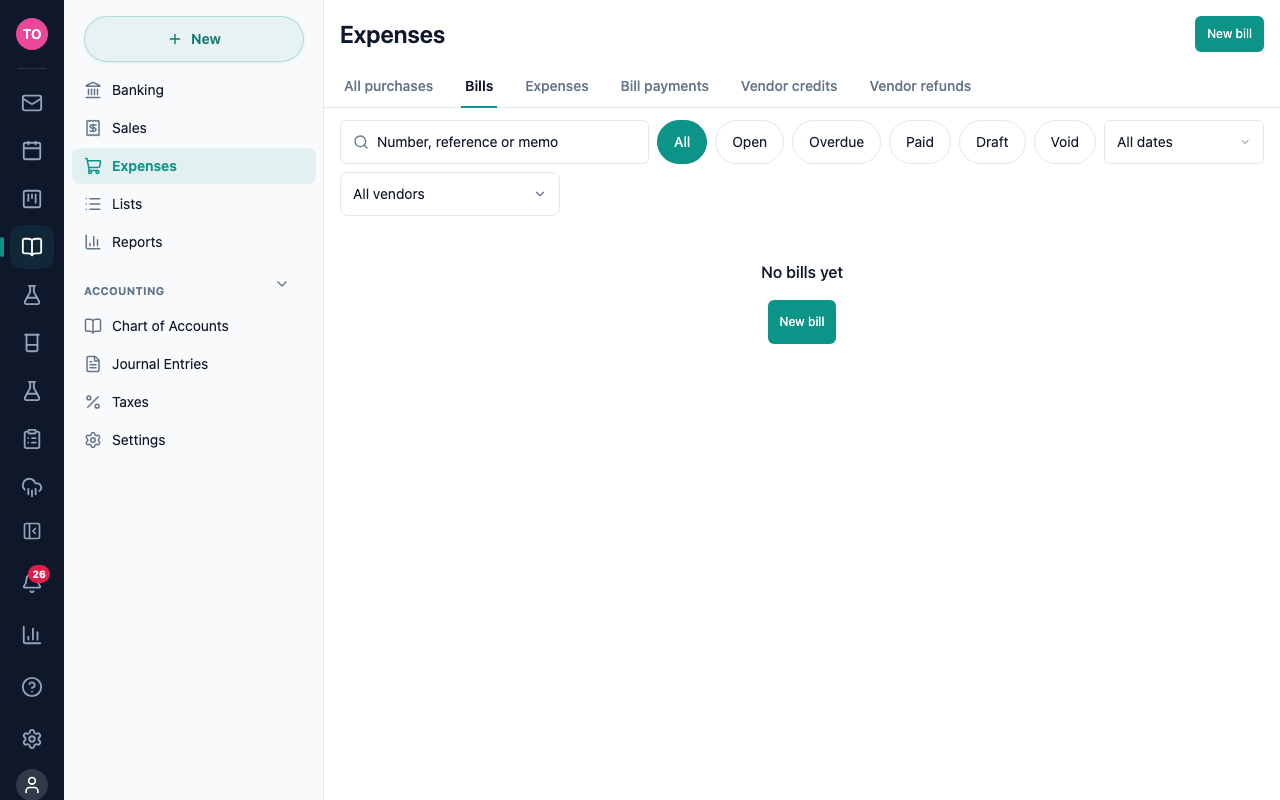 TO
New
Banking
Sales
Expenses
Lists
Reports
ACCOUNTING
Chart of Accounts
Journal Entries
Taxes
Settings
26
Expenses
New bill
All purchases
Bills
Expenses
Bill payments
Vendor credits
Vendor refunds
Number, reference or memo
All
Open
Overdue
Paid
Draft
Void
All dates
All vendors
No bills yet
New bill